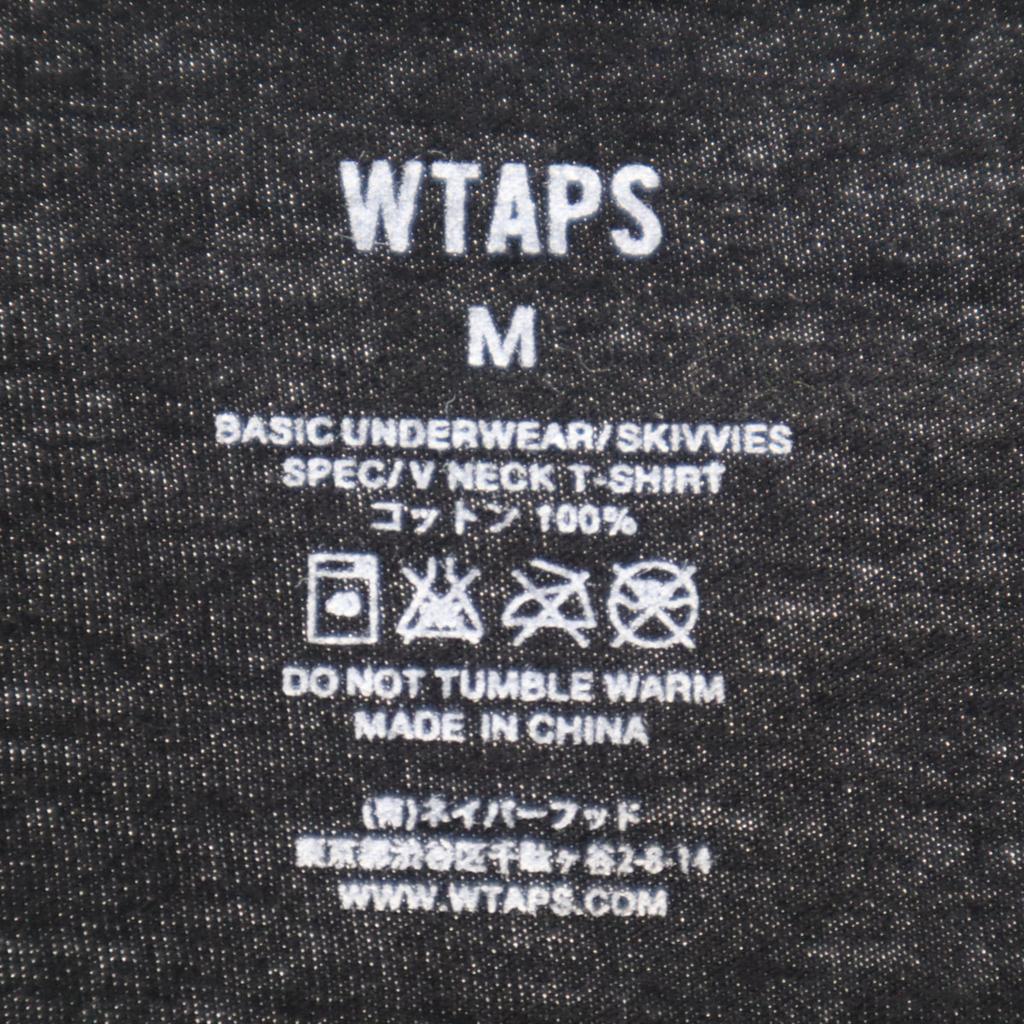 WTAPS
M
BASIC UNDERWEAR/SKIVVIES
SPEC/V NECK T-SHIRT
コットン 100%
DO NOT TUMBLE WARM
MADE IN CHINA
(有)ネイバーフッド
東京都渋谷区千駄ヶ谷2-8-14
WWW.WTAPS.COM